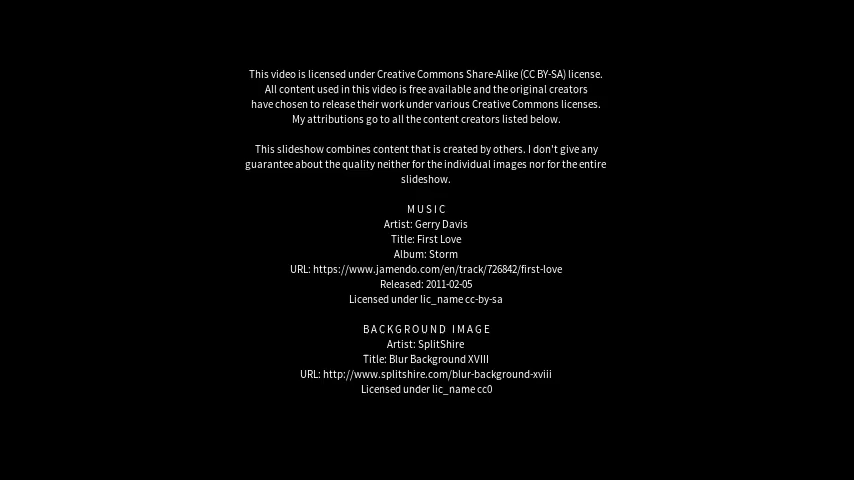 This video is licensed under Creative Commons Share-Alike (CC BY-SA) license.
All content used in this video is free available and the original creators
have chosen to release their work under various Creative Commons licenses.
My attributions go to all the content creators listed below.
This slideshow combines content that is created by others. I don't give any
guarantee about the quality neither for the individual images nor for the entire
slideshow.
MUSIC
Artist: Gerry Davis
Title: First Love
Album: Storm
URL: https://www.jamendo.com/en/track/726842/first-love
Released: 2011-02-05
Licensed under lic_name cc-by-sa
BACKGROUND IMAGE
Artist: SplitShire
Title: Blur Background XVIII
URL: http://www.splitshire.com/blur-background-xviii
Licensed under lic_name cc0